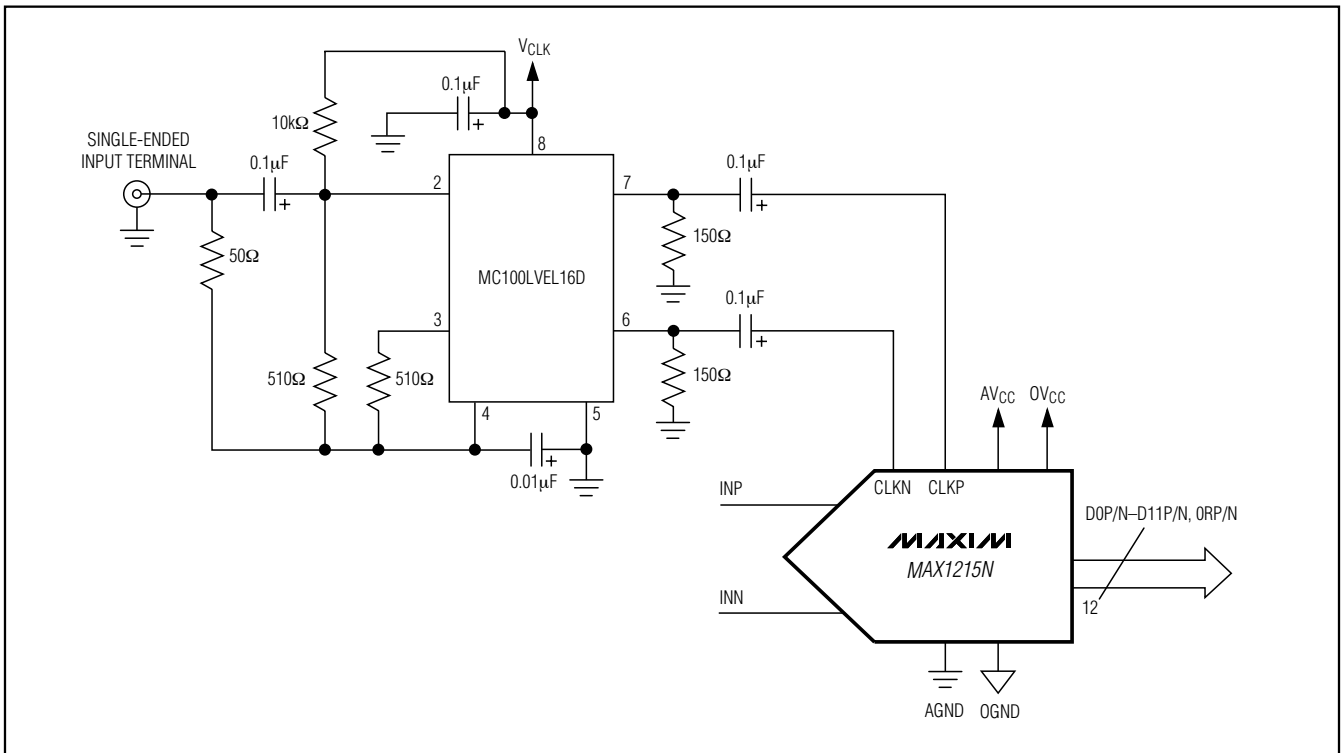 VCLK
0.1µF
10kΩ
SINGLE-ENDED
INPUT TERMINAL
0.1µF
8
2
7
0.1µF
50Ω
150Ω
MC100LVEL16D
0.1µF
3
6
510Ω
510Ω
150Ω
4
5
0.01µF
AVCC
OVCC
INP
CLKN
CLKP
D0P/N–D11P/N, 0RP/N
MAXIM
MAX1215N
INN
12
AGND
OGND